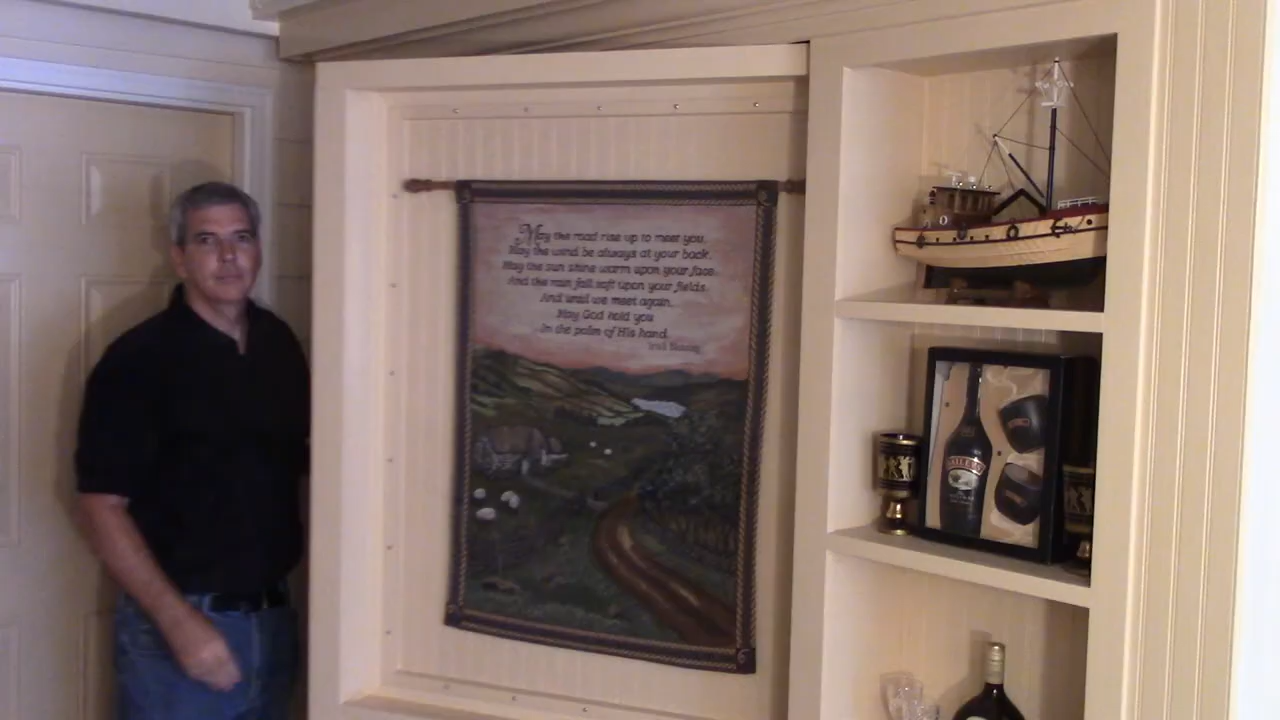 May the road rise up to meet you.
May the wind be always at your back.
May the sun shine warm upon your face.
And the rain fall soft upon your fields.
And until we meet again...
May God hold you
in the palm of His hand.
Irish Blessing
BAILEYS